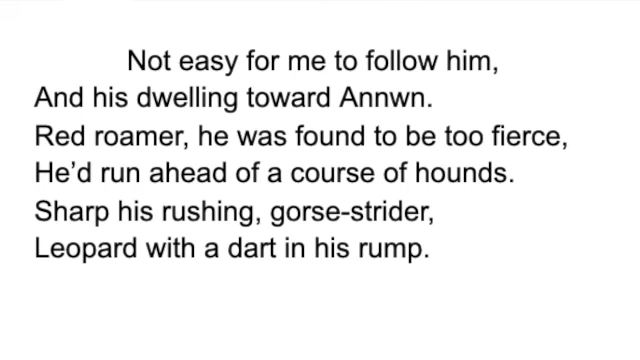 Not easy for me to follow him,
And his dwelling toward Annwn.
Red roamer, he was found to be too fierce,
He’d run ahead of a course of hounds.
Sharp his rushing, gorse-strider,
Leopard with a dart in his rump.